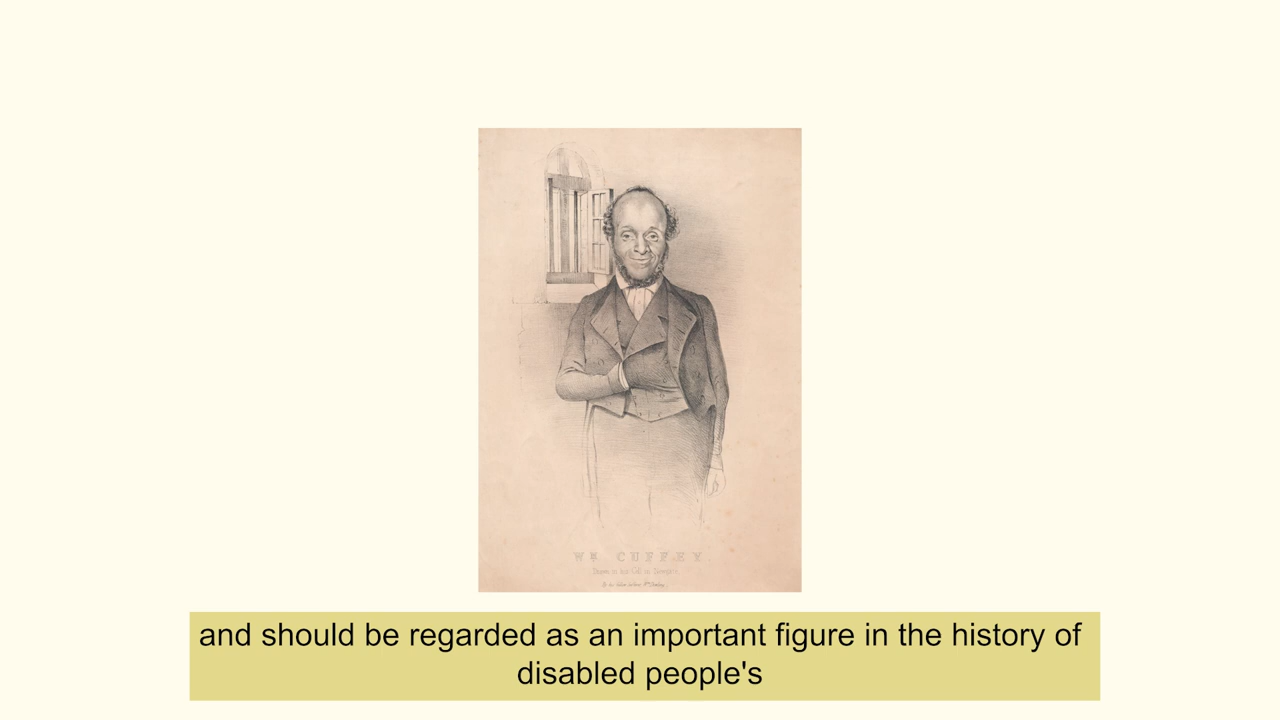 WM CUFFEY.
and should be regarded as an important figure in the history of
disabled people's